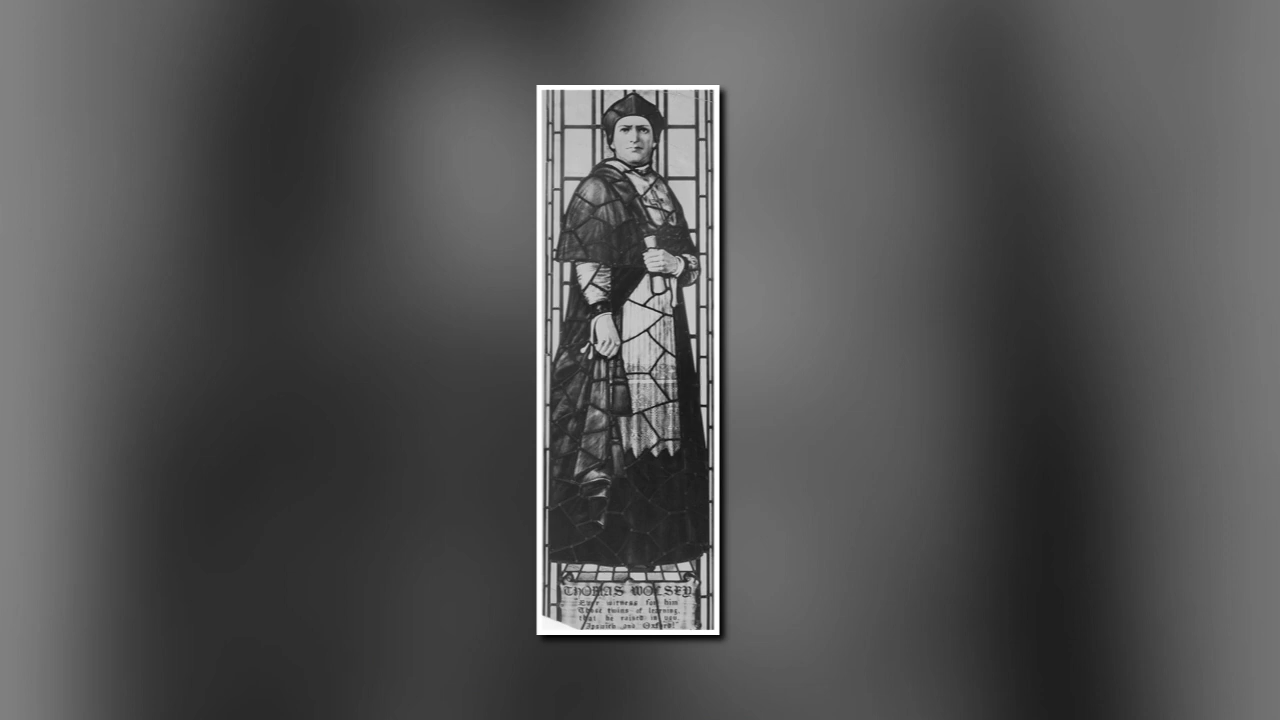 THOMAS WOLSEY
"Ever witness for him
Those twins of learning,
that he raised in you,
Ipswich and Oxford!"